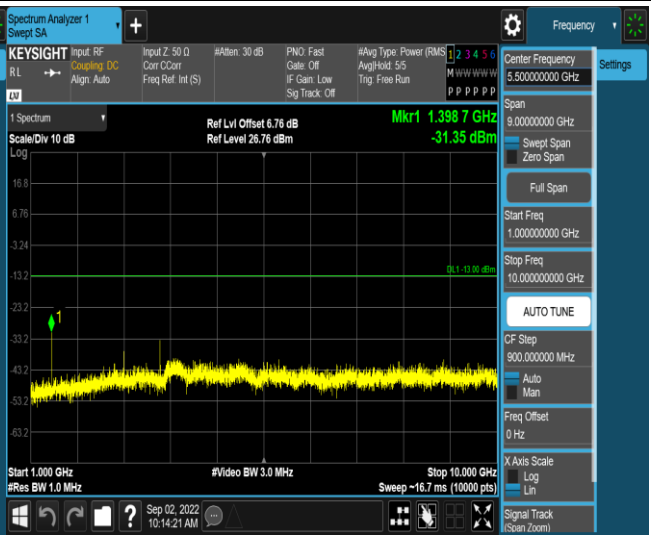 Spectrum Analyzer 1
Swept SA
Frequency
KEYSIGHT
Input: RF
Input Z: 50 Ω
#Atten: 30 dB
PNO: Fast
#Avg Type: Power (RMS
1 2 3 4 5 6
R L
Coupling: DC
Corr CCorr
Gate: Off
Avg|Hold: 5/5
M W W W W W
Align: Auto
Freq Ref: Int (S)
IF Gain: Low
Trig: Free Run
Sig Track: Off
P P P P P P
LXI
1 Spectrum
Ref Lvl Offset 6.76 dB
Mkr1 1.398 7 GHz
Scale/Div 10 dB
Ref Level 26.76 dBm
-31.35 dBm
Log
16.8
6.76
-3.24
-13.2
DL1 -13.00 dBm
-23.2
1
-33.2
-43.2
-53.2
-63.2
Start 1.000 GHz
#Video BW 3.0 MHz
Stop 10.000 GHz
#Res BW 1.0 MHz
Sweep ~16.7 ms (10000 pts)
?
Sep 02, 2022
10:14:21 AM
Center Frequency
5.500000000 GHz
Settings
Span
9.00000000 GHz
Swept Span
Zero Span
Full Span
Start Freq
1.000000000 GHz
Stop Freq
10.000000000 GHz
AUTO TUNE
CF Step
900.000000 MHz
Auto
Man
Freq Offset
0 Hz
X Axis Scale
Log
Lin
Signal Track
(Span Zoom)